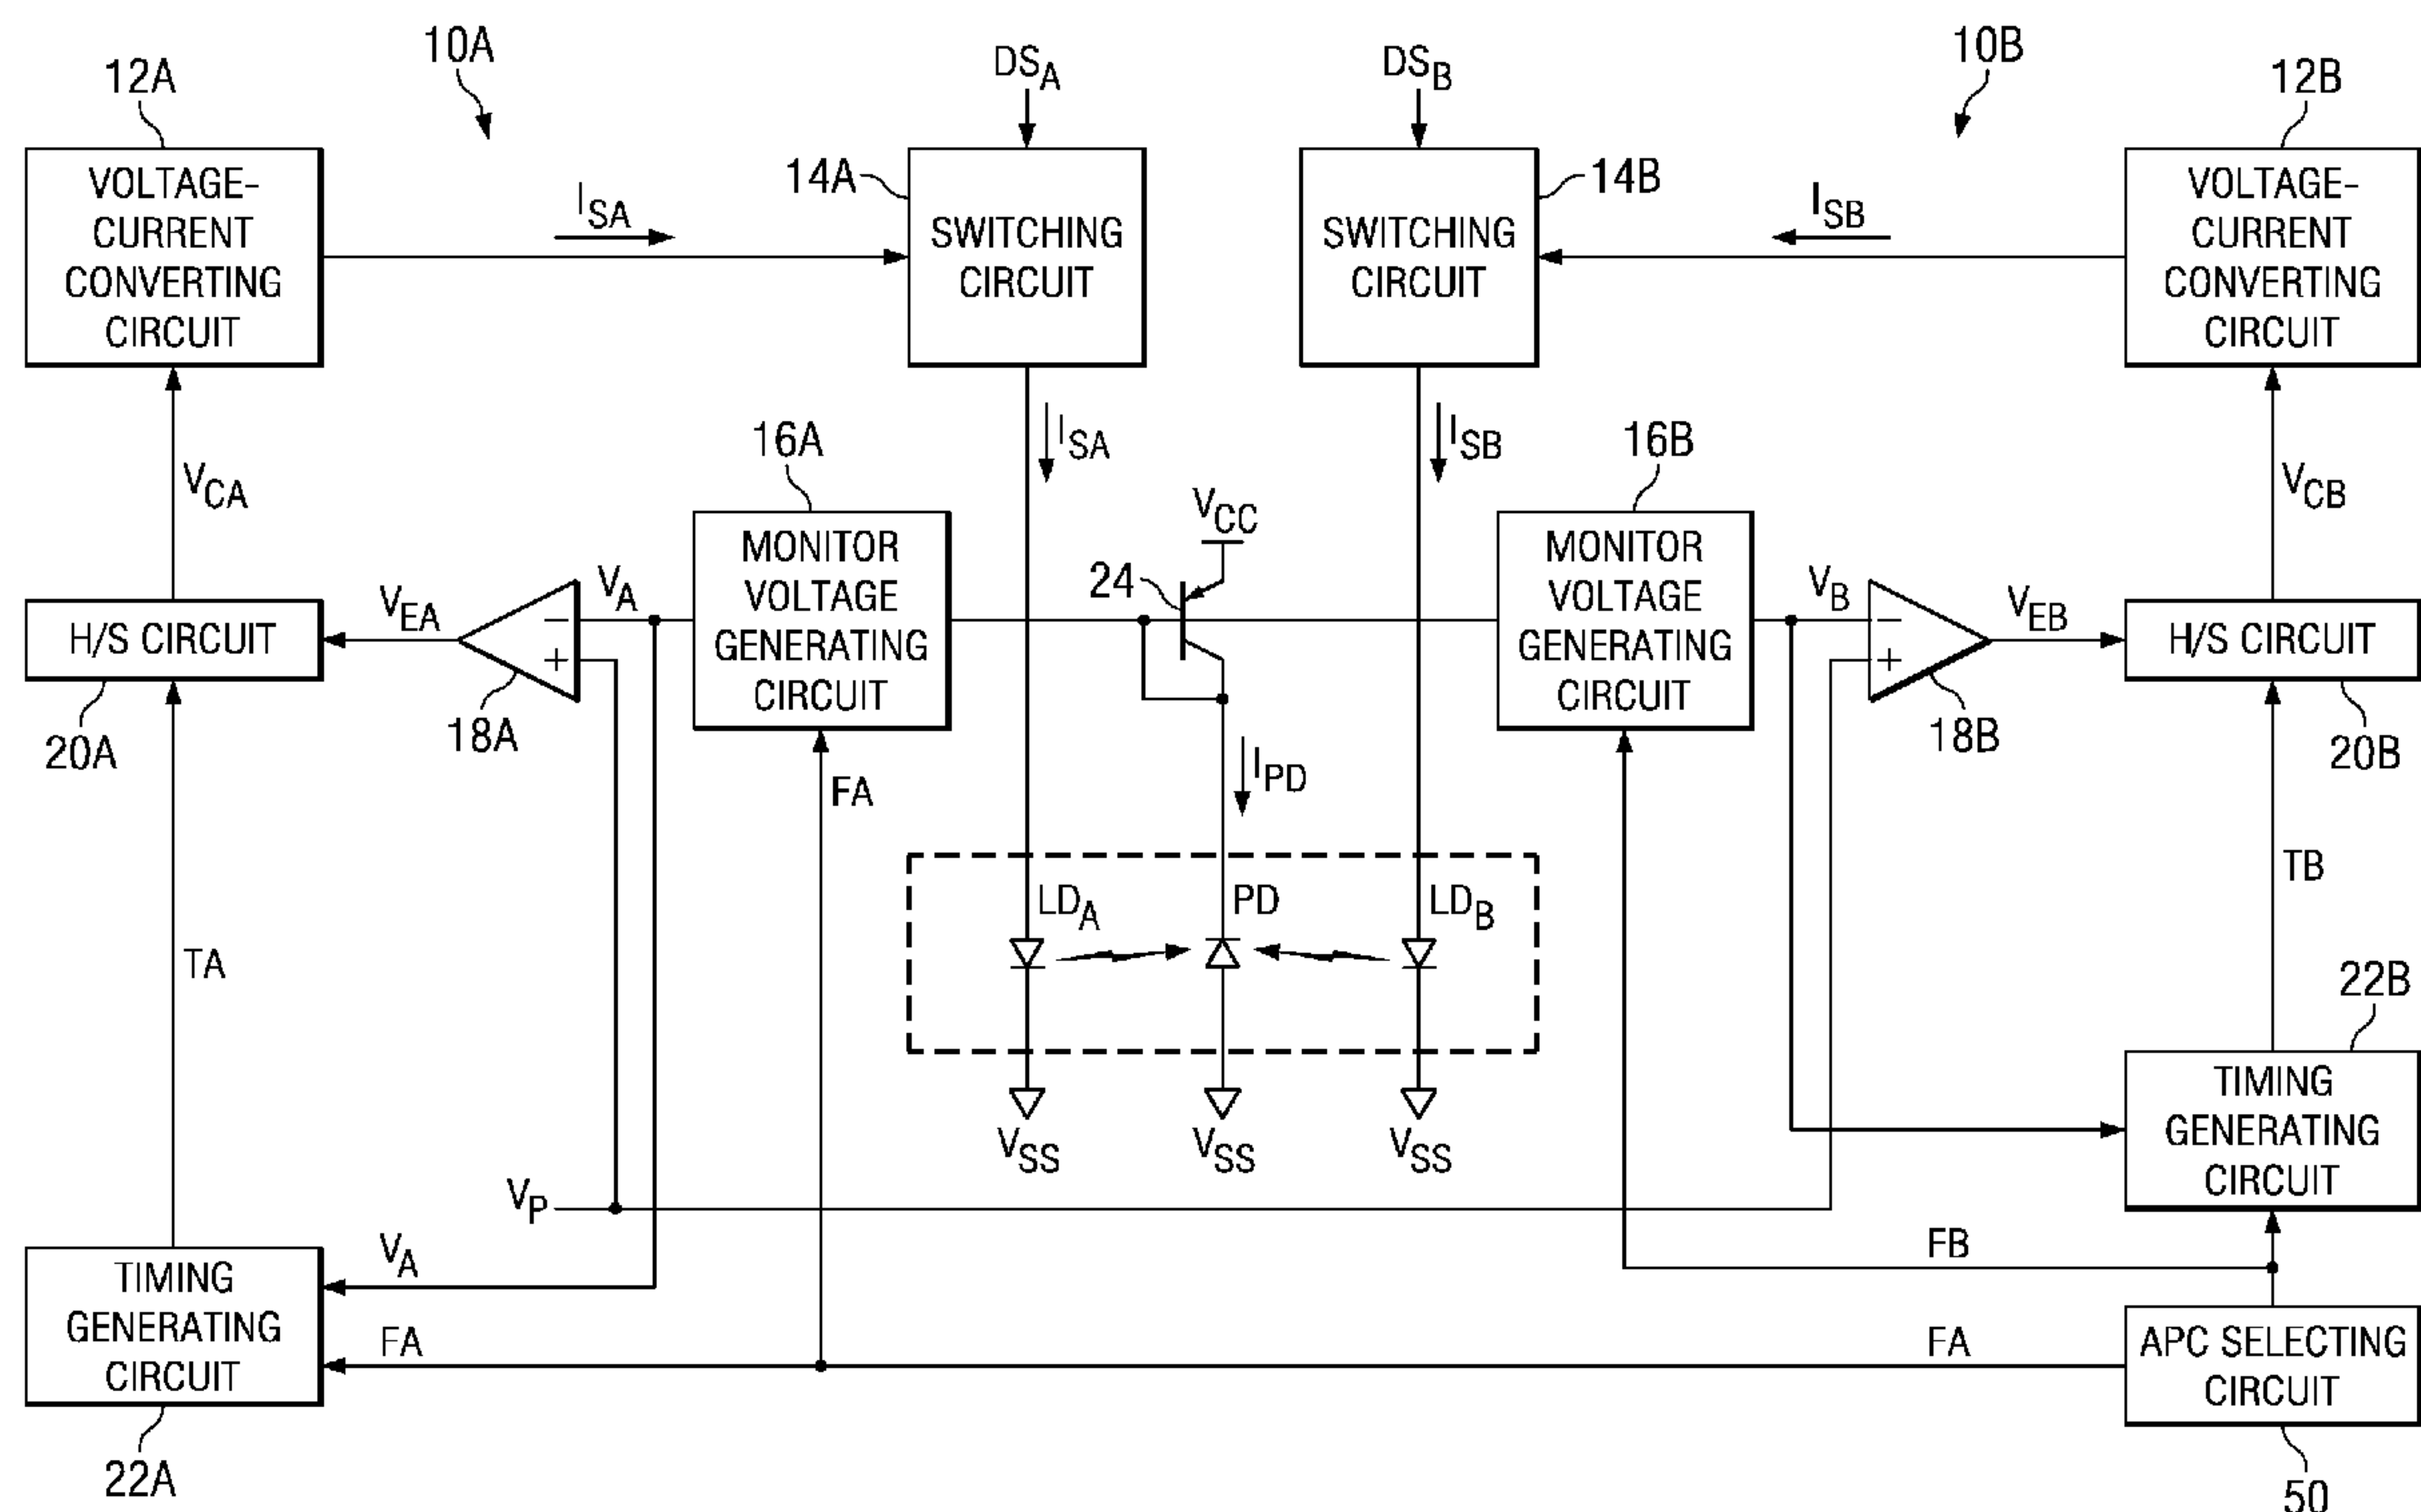 10A
DSA
DSB
10B
12A
12B
VOLTAGE-
CURRENT
CONVERTING
CIRCUIT
ISA
14A
SWITCHING
CIRCUIT
SWITCHING
CIRCUIT
14B
ISB
VOLTAGE-
CURRENT
CONVERTING
CIRCUIT
VCA
16A
ISA
ISB
16B
VCB
VCC
24
H/S CIRCUIT
VEA
VA
−
+
MONITOR
VOLTAGE
GENERATING
CIRCUIT
MONITOR
VOLTAGE
GENERATING
CIRCUIT
VB
−
+
VEB
H/S CIRCUIT
20A
18A
18B
20B
FA
IPD
TA
LDA
PD
LDB
TB
22B
VSS
VSS
VSS
TIMING
GENERATING
CIRCUIT
VP
VA
FB
TIMING
GENERATING
CIRCUIT
FA
FA
APC SELECTING
CIRCUIT
22A
50